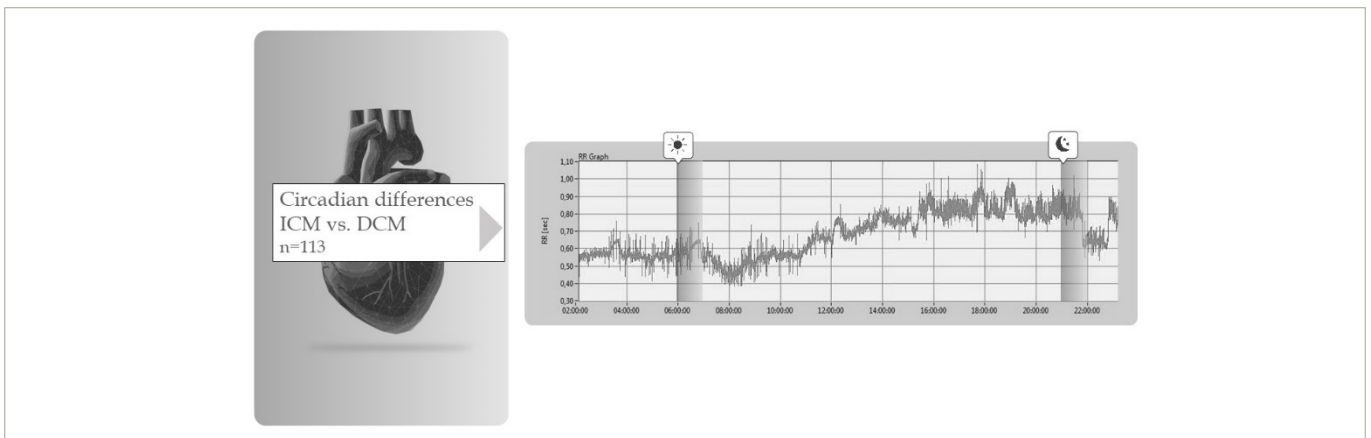 Circadian differences
ICM vs. DCM
n=113
RR Graph
RR [sec]
1,10
1,00
0,90
0,80
0,70
0,60
0,50
0,40
0,30
02:00:00 04:00:00 06:00:00 08:00:00 10:00:00 12:00:00 14:00:00 16:00:00 18:00:00 20:00:00 22:00:00